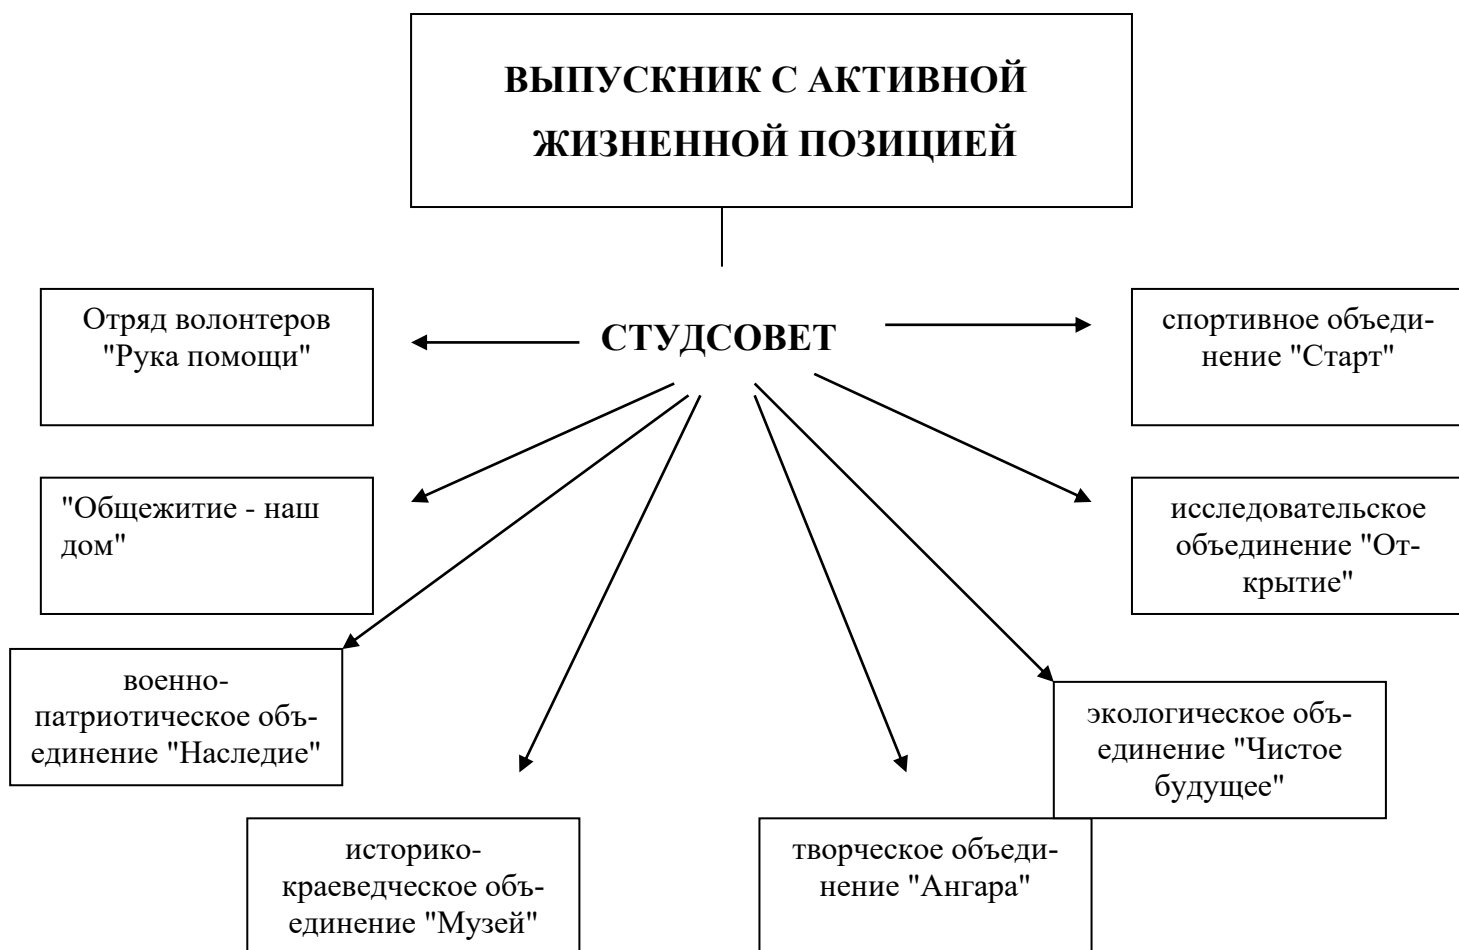 ВЫПУСКНИК С АКТИВНОЙ
ЖИЗНЕННОЙ ПОЗИЦИЕЙ
СТУДСОВЕТ
Отряд волонтеров
"Рука помощи"
спортивное объеди-
нение "Старт"
"Общежитие - наш
дом"
исследовательское
объединение "От-
крытие"
военно-
патриотическое объ-
единение "Наследие"
экологическое объ-
единение "Чистое
будущее"
историко-
краеведческое объ-
единение "Музей"
творческое объеди-
нение "Ангара"